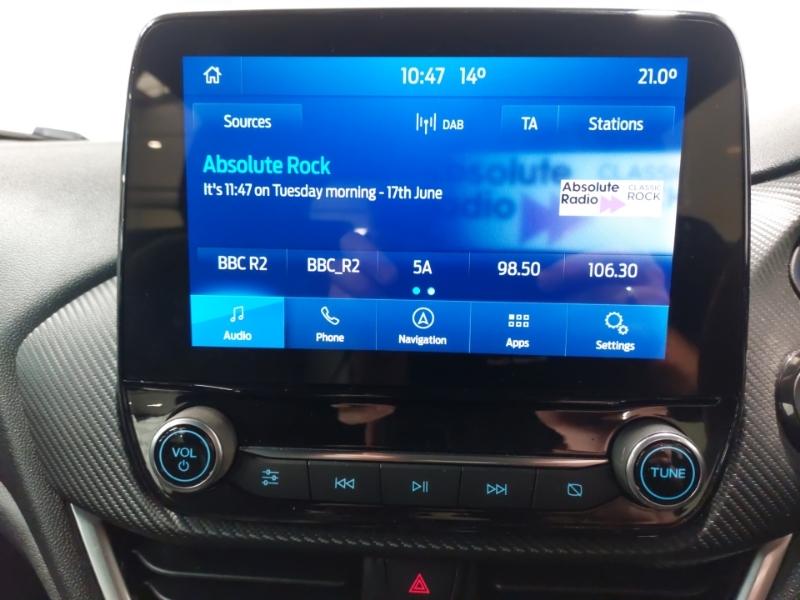 10:47 14º 21.0º
Sources DAB TA Stations
Absolute Rock
It's 11:47 on Tuesday morning - 17th June
Absolute Radio CLASSIC ROCK
BBC R2 BBC_R2 5A 98.50 106.30
Audio Phone Navigation Apps Settings
VOL TUNE